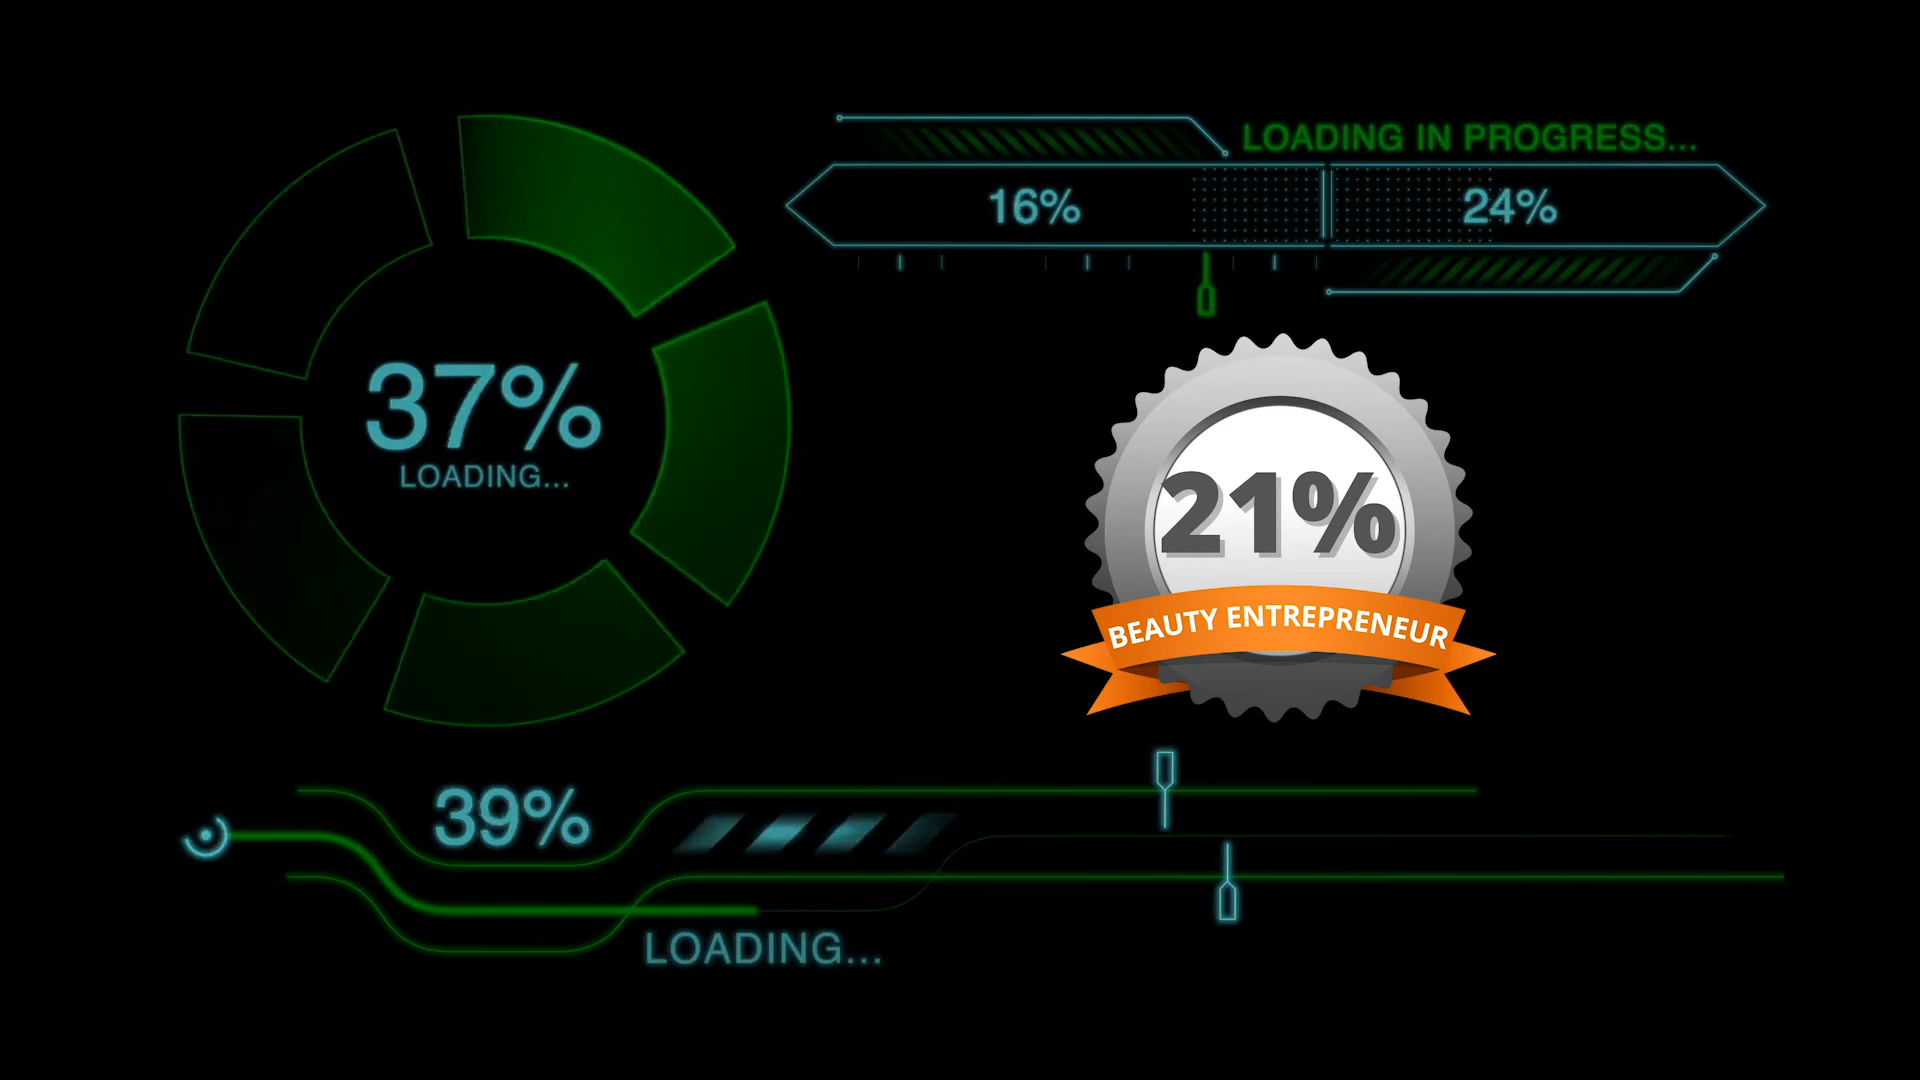 LOADING IN PROGRESS...
16%
24%
37%
LOADING...
21%
BEAUTY ENTREPRENEUR
39%
LOADING...